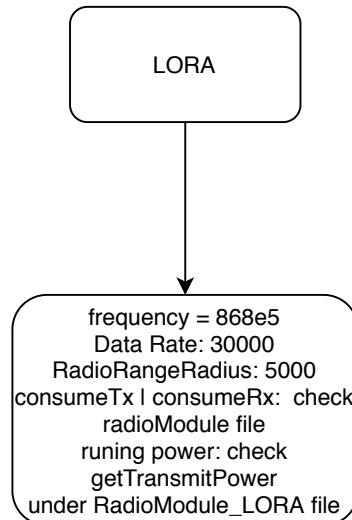 LORA
frequency = 868e5
Data Rate: 30000
RadioRangeRadius: 5000
consumeTx | consumeRx:  check
radioModule file
runing power: check
getTransmitPower
under RadioModule_LORA file